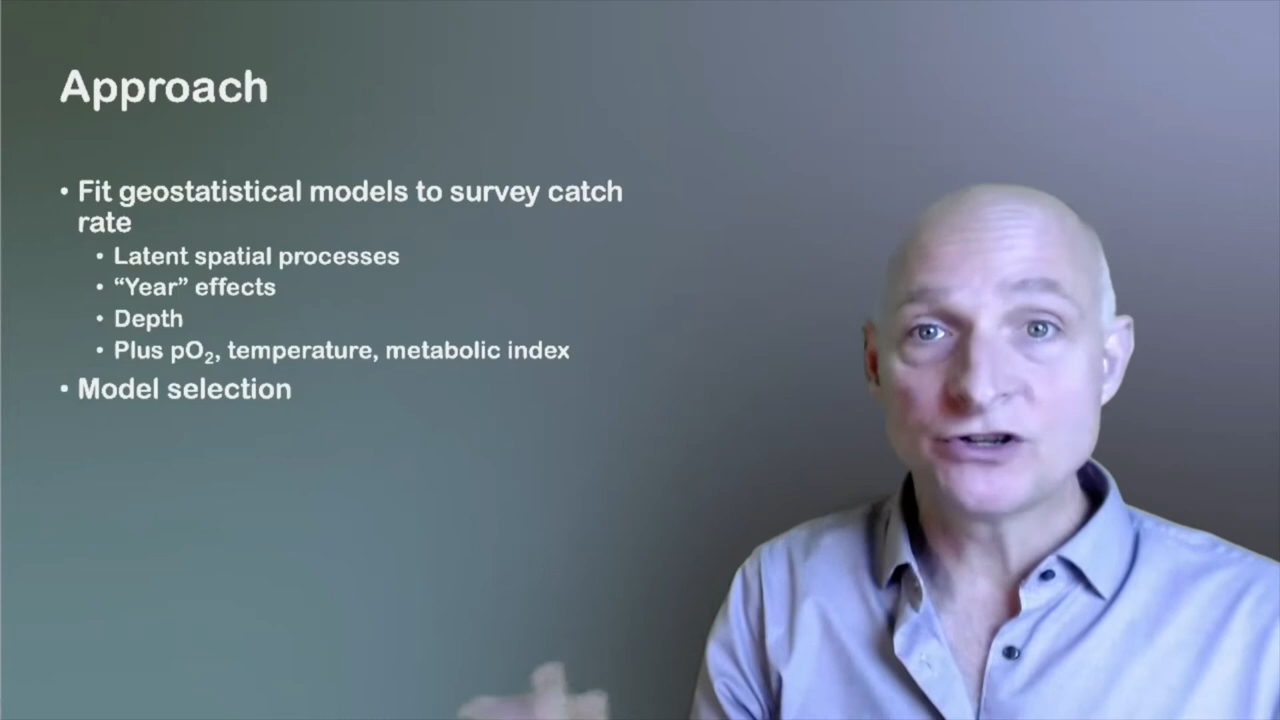 Approach
• Fit geostatistical models to survey catch
rate
• Latent spatial processes
• “Year” effects
• Depth
• Plus pO₂, temperature, metabolic index
• Model selection